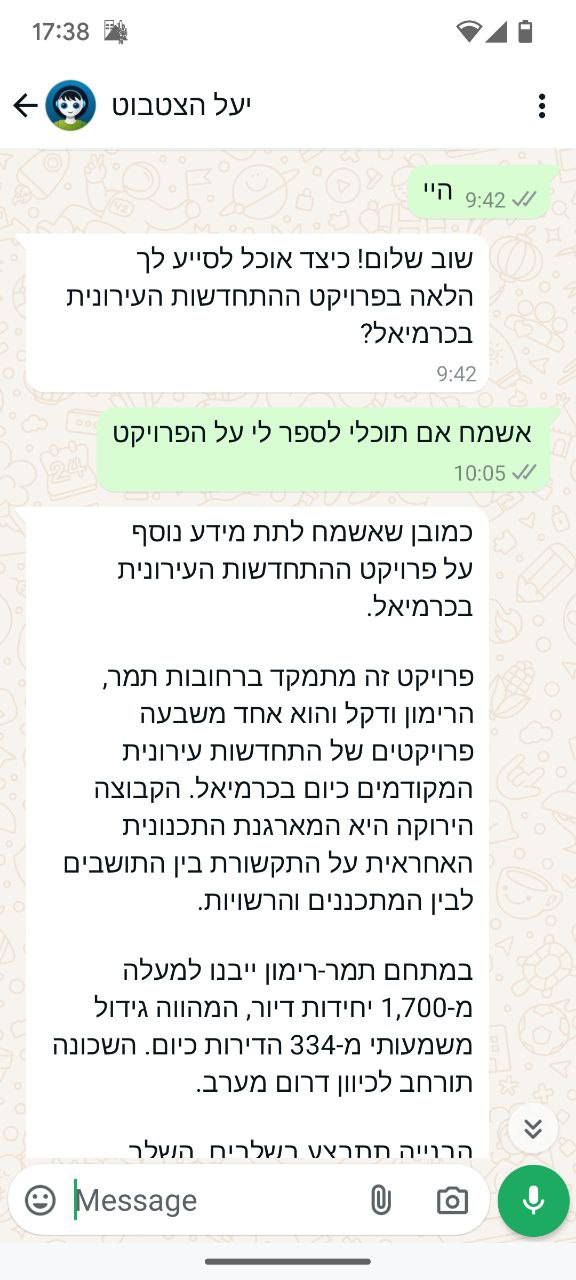 17:38
יעל הצטבוט
היי
9:42
שוב שלום! כיצד אוכל לסייע לך
הלאה בפרויקט ההתחדשות העירונית
בכרמיאל?
9:42
אשמח אם תוכלי לספר לי על הפרויקט
10:05
כמובן שאשמח לתת מידע נוסף
על פרויקט ההתחדשות העירונית
בכרמיאל.
פרויקט זה מתמקד ברחובות תמר,
הרימון ודקל והוא אחד משבעה
פרויקטים של התחדשות עירונית
המקודמים כיום בכרמיאל. הקבוצה
הירוקה היא המארגנת התכנונית
האחראית על התקשורת בין התושבים
לבין המתכננים והרשויות.
במתחם תמר-רימון ייבנו למעלה
מ-1,700 יחידות דיור, המהווה גידול
משמעותי מ-334 הדירות כיום. השכונה
תורחב לכיוון דרום מערב.
הבנייה תתבצע בשלבים. השלב
Message